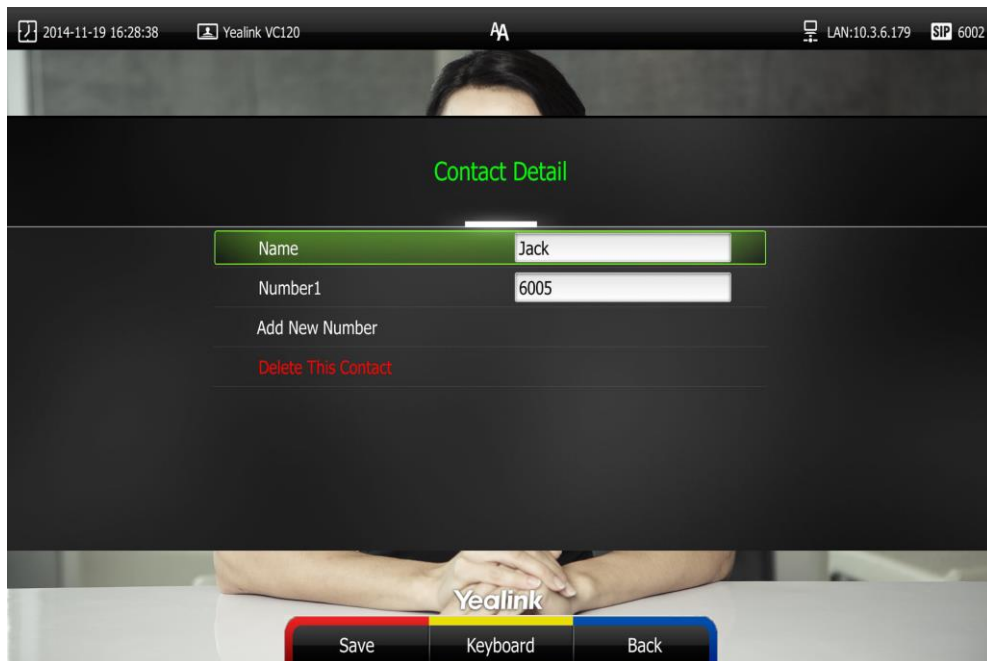 2014-11-19 16:28:38 Yealink VC120 AA LAN:10.3.6.179 SIP 6002
Contact Detail
Name Jack
Number1 6005
Add New Number
Delete This Contact
Yealink
Save Keyboard Back